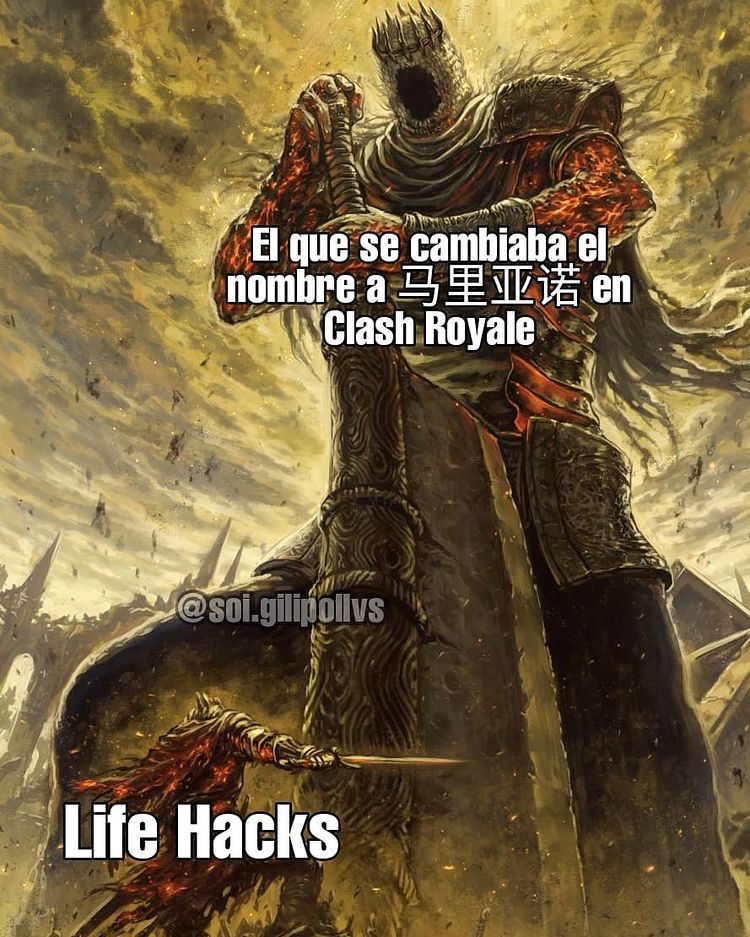 El que se cambiaba el
nombre a 马里亚诺 en
Clash Royale
@soi.gilipollvs
Life Hacks